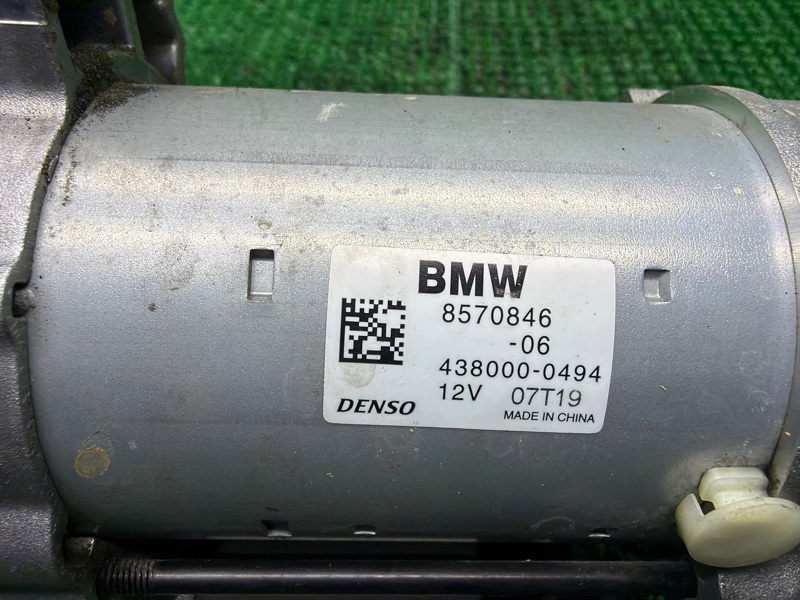 BMW
8570846
-06
438000-0494
12V 07T19
DENSO
MADE IN CHINA